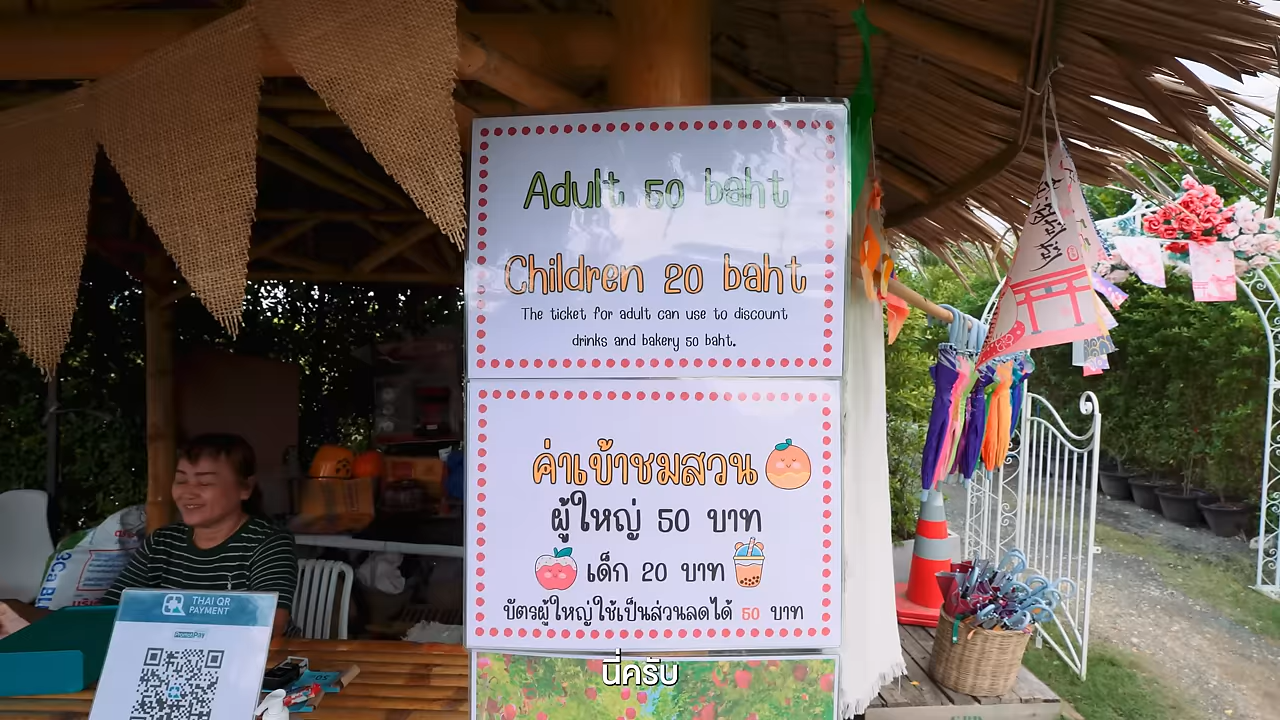 Adult 50 baht
Children 20 baht
The ticket for adult can use to discount
drinks and bakery 50 baht.
ค่าเข้าชมสวน
ผู้ใหญ่ 50 บาท
เด็ก 20 บาท
บัตรผู้ใหญ่ใช้เป็นส่วนลดได้ 50 บาท
THAI QR
PAYMENT
PromptPay
นี่ครับ